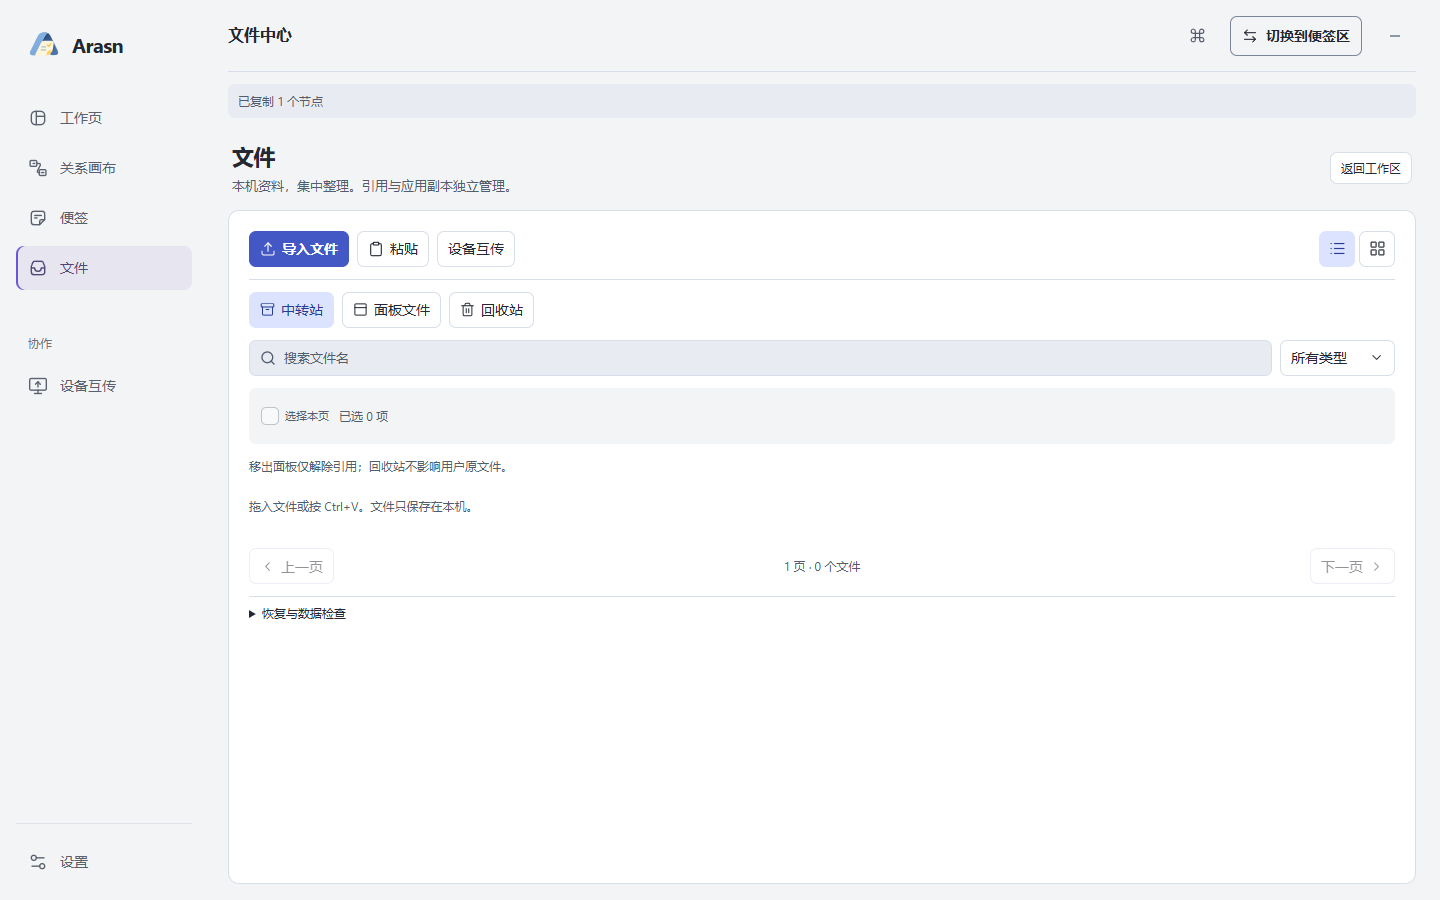 Arasn
工作页
关系画布
便签
文件
协作
设备互传
设置
文件中心
切换到便签区
已复制 1 个节点
文件
本机资料，集中整理。引用与应用副本独立管理。
返回工作区
导入文件 粘贴 设备互传
中转站 面板文件 回收站
搜索文件名 所有类型
选择本页 已选 0 项
移出面板仅解除引用；回收站不影响用户原文件。
拖入文件或按 Ctrl+V。文件只保存在本机。
上一页 1 页 · 0 个文件 下一页
恢复与数据检查